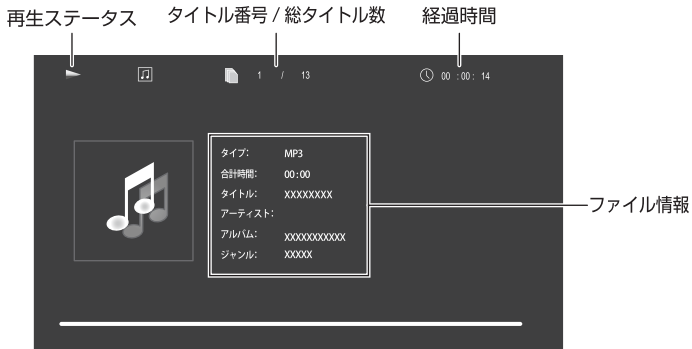 再生ステータス
タイトル番号 / 総タイトル数
経過時間
1 / 13
00 : 00 : 14
タイプ: MP3
合計時間: 00:00
タイトル: XXXXXXXX
アーティスト:
アルバム: XXXXXXXXXXX
ジャンル: XXXXX
ファイル情報